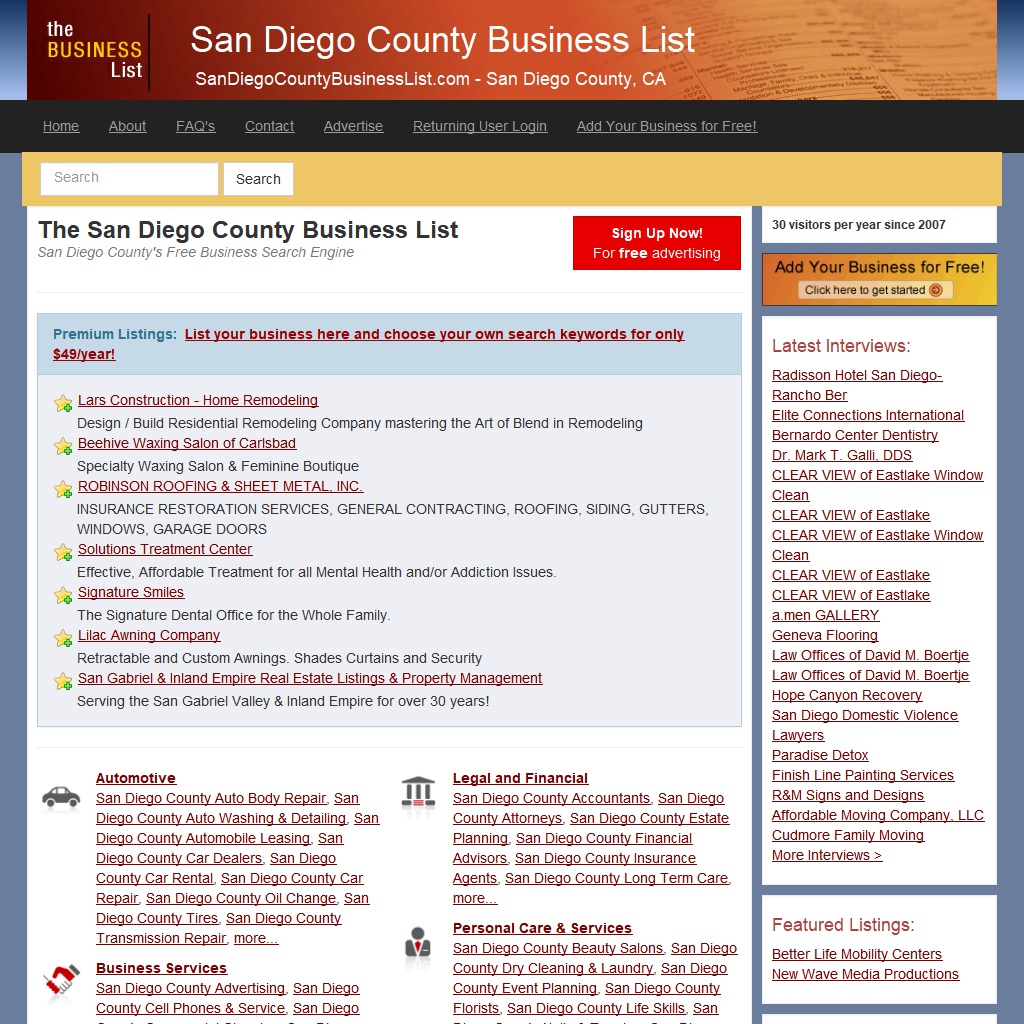 the
BUSINESS
List
San Diego County Business List
SanDiegoCountyBusinessList.com - San Diego County, CA
Home About FAQ's Contact Advertise Returning User Login Add Your Business for Free!
Search Search
The San Diego County Business List
San Diego County's Free Business Search Engine
Sign Up Now!
For free advertising
Premium Listings: List your business here and choose your own search keywords for only
$49/year!
Lars Construction - Home Remodeling
Design / Build Residential Remodeling Company mastering the Art of Blend in Remodeling
Beehive Waxing Salon of Carlsbad
Specialty Waxing Salon & Feminine Boutique
ROBINSON ROOFING & SHEET METAL, INC.
INSURANCE RESTORATION SERVICES, GENERAL CONTRACTING, ROOFING, SIDING, GUTTERS,
WINDOWS, GARAGE DOORS
Solutions Treatment Center
Effective, Affordable Treatment for all Mental Health and/or Addiction Issues.
Signature Smiles
The Signature Dental Office for the Whole Family.
Lilac Awning Company
Retractable and Custom Awnings. Shades Curtains and Security
San Gabriel & Inland Empire Real Estate Listings & Property Management
Serving the San Gabriel Valley & Inland Empire for over 30 years!
Automotive
San Diego County Auto Body Repair, San
Diego County Auto Washing & Detailing, San
Diego County Automobile Leasing, San
Diego County Car Dealers, San Diego
County Car Rental, San Diego County Car
Repair, San Diego County Oil Change, San
Diego County Tires, San Diego County
Transmission Repair, more...
Business Services
San Diego County Advertising, San Diego
County Cell Phones & Service, San Diego
Legal and Financial
San Diego County Accountants, San Diego
County Attorneys, San Diego County Estate
Planning, San Diego County Financial
Advisors, San Diego County Insurance
Agents, San Diego County Long Term Care,
more...
Personal Care & Services
San Diego County Beauty Salons, San Diego
County Dry Cleaning & Laundry, San Diego
County Event Planning, San Diego County
Florists, San Diego County Life Skills, San
30 visitors per year since 2007
Add Your Business for Free!
Click here to get started
Latest Interviews:
Radisson Hotel San Diego-
Rancho Ber
Elite Connections International
Bernardo Center Dentistry
Dr. Mark T. Galli, DDS
CLEAR VIEW of Eastlake Window
Clean
CLEAR VIEW of Eastlake
CLEAR VIEW of Eastlake Window
Clean
CLEAR VIEW of Eastlake
CLEAR VIEW of Eastlake
a.men GALLERY
Geneva Flooring
Law Offices of David M. Boertje
Law Offices of David M. Boertje
Hope Canyon Recovery
San Diego Domestic Violence
Lawyers
Paradise Detox
Finish Line Painting Services
R&M Signs and Designs
Affordable Moving Company, LLC
Cudmore Family Moving
More Interviews >
Featured Listings:
Better Life Mobility Centers
New Wave Media Productions